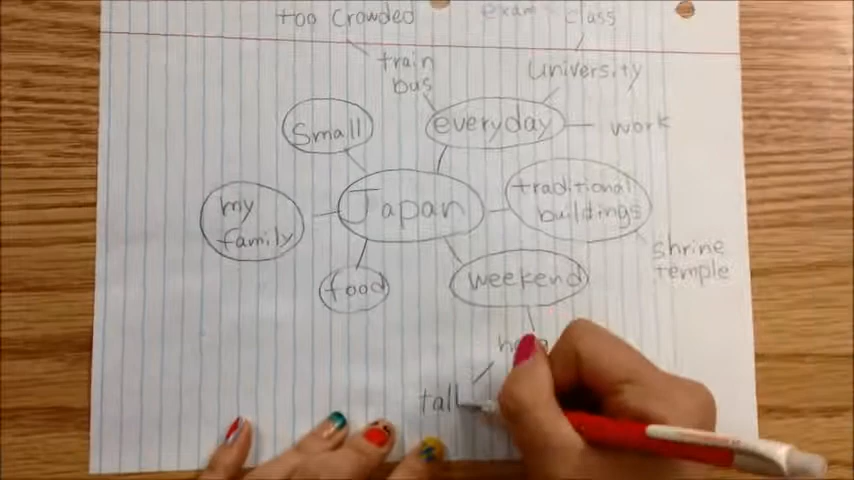 too crowded
exam
class
train
bus
university
Small
everyday
work
my
family
Japan
traditional
buildings
shrine
temple
food
weekend